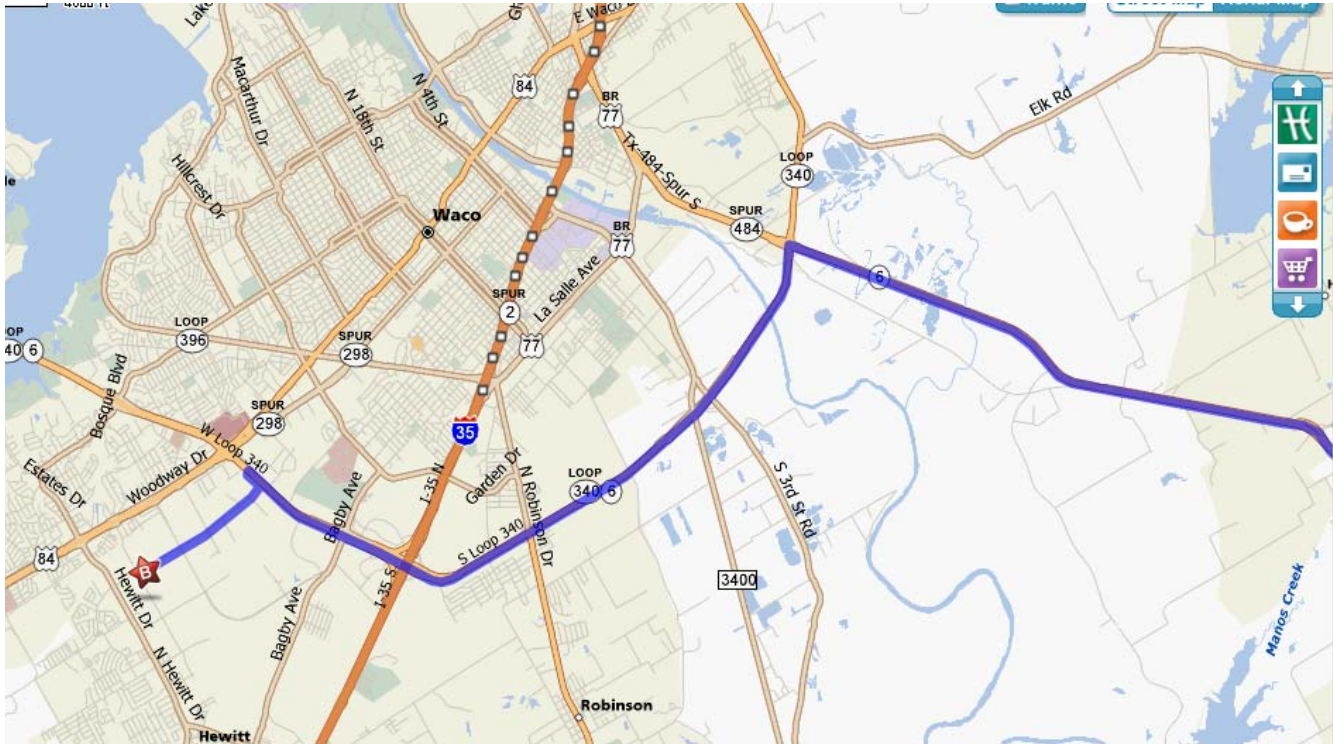 4000 ft
Lake
E Waco
84
BR
77
Macarthur Dr
N 18th St
N 4th St
Elk Rd
Tx-484-Spur S
LOOP
340
Hillcrest Dr
Waco
SPUR
484
BR
77
6
La Salle Ave
SPUR
2
77
LOOP
396
SPUR
298
OOP
40 6
Bosque Blvd
SPUR
298
35
W Loop 340
Woodway Dr
Estates Dr
Garden Dr
N Robinson Dr
I-35 N
Bagby Ave
LOOP
340 6
S Loop 340
S 3rd St Rd
84
B
Hewitt Dr
I-35 S
3400
Bagby Ave
Manos Creek
N Hewitt Dr
Robinson
Hewitt